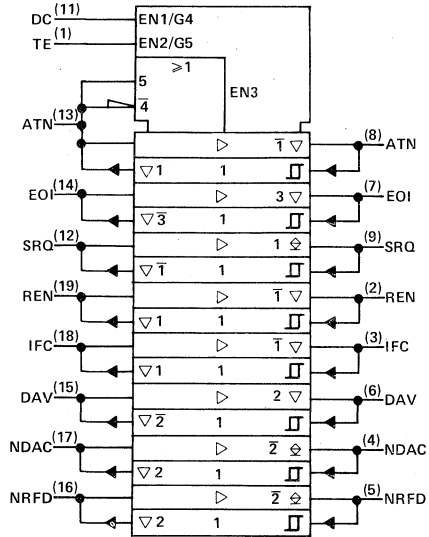 DC (11) EN1/G4
TE (1) EN2/G5
≥1
5 EN3
4̅
ATN (13)
▷ 1̅ ▽ (8) ATN
▽ 1 1
EOI (14) ▷ 3 ▽ (7) EOI
▽ 3̅ 1
SRQ (12) ▷ 1 (9) SRQ
▽ 1̅ 1
REN (19) ▷ 1̅ ▽ (2) REN
▽ 1 1
IFC (18) ▷ 1̅ ▽ (3) IFC
▽ 1 1
DAV (15) ▷ 2 ▽ (6) DAV
▽ 2̅ 1
NDAC (17) ▷ 2̅ (4) NDAC
▽ 2 1
NRFD (16) ▷ 2̅ (5) NRFD
▽ 2 1